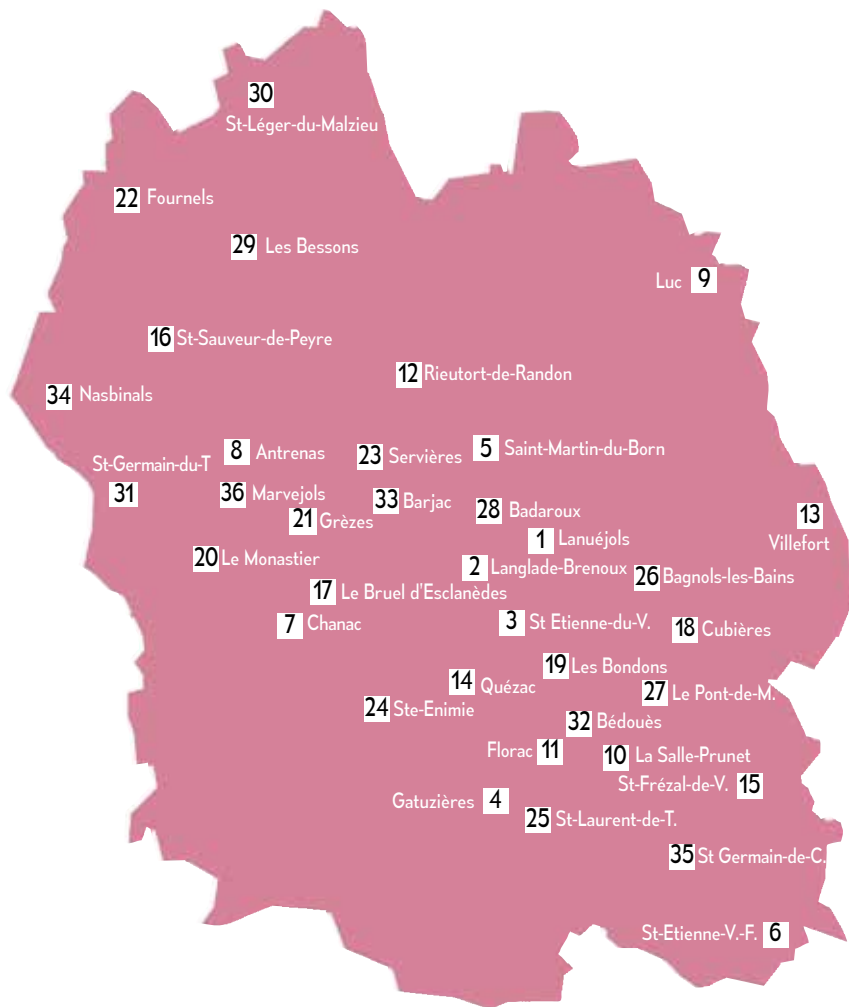 30
St-Léger-du-Malzieu
22 Fournels
29 Les Bessons
Luc 9
16 St-Sauveur-de-Peyre
12 Rieutort-de-Randon
34 Nasbinals
8 Antrenas
23 Servières
5 Saint-Martin-du-Born
St-Germain-du-T
31
36 Marvejols
33 Barjac
21 Grèzes
28 Badaroux
13
Villefort
1 Lanuéjols
20 Le Monastier
2 Langlade-Brenoux
26 Bagnols-les-Bains
17 Le Bruel d'Esclanèdes
7 Chanac
3 St Etienne-du-V.
18 Cubières
19 Les Bondons
14 Quézac
27 Le Pont-de-M.
24 Ste-Enimie
32 Bédouès
Florac 11
10 La Salle-Prunet
St-Frézal-de-V. 15
Gatuzières 4
25 St-Laurent-de-T.
35 St Germain-de-C.
St-Etienne-V.-F. 6